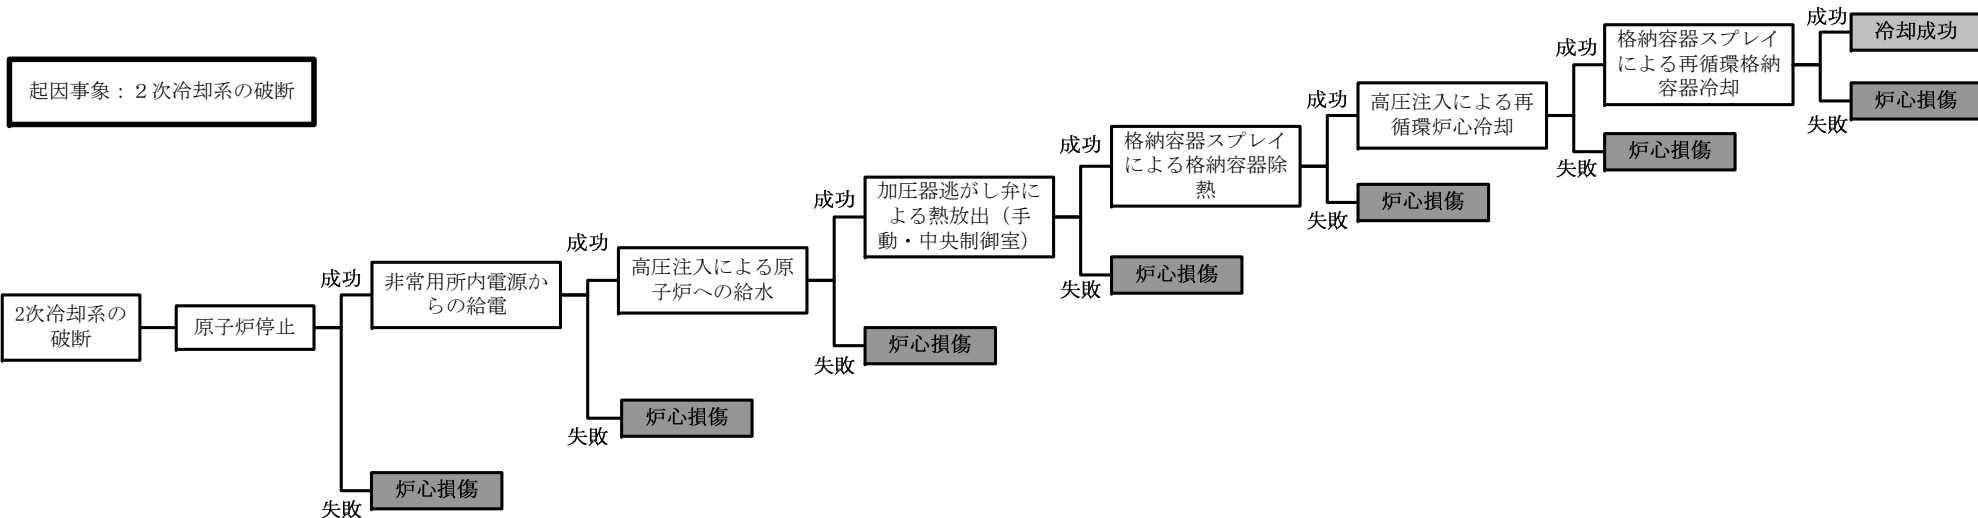 起因事象：２次冷却系の破断
2次冷却系の
破断
原子炉停止
成功
失敗
非常用所内電源か
らの給電
炉心損傷
成功
失敗
高圧注入による原
子炉への給水
炉心損傷
成功
失敗
加圧器逃がし弁に
よる熱放出（手
動・中央制御室）
炉心損傷
成功
失敗
格納容器スプレイ
による格納容器除
熱
炉心損傷
成功
失敗
高圧注入による再
循環炉心冷却
炉心損傷
成功
失敗
格納容器スプレイ
による再循環格納
容器冷却
炉心損傷
成功
失敗
冷却成功
炉心損傷